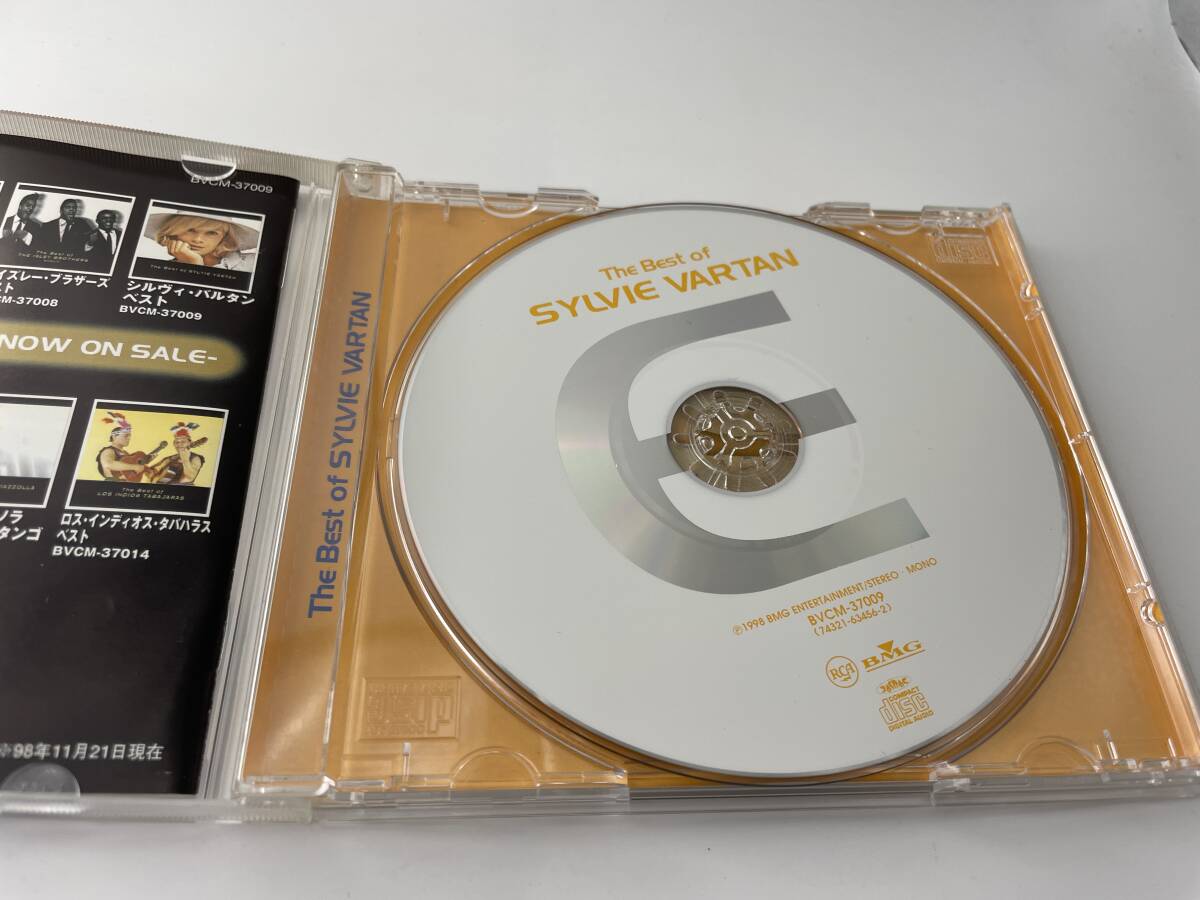 BVCM-37009
The Best of
THE ISLEY BROTHERS
The Best of SYLVIE VARTAN
イズレー・ブラザーズ
スト
CM-37008
シルヴィ・バルタン
ベスト
BVCM-37009
NOW ON SALE-
IAZZOLLA
The Best of
LOS INDIOS TABAJARAS
ノラ
タンゴ
ロス・インディオス・タバハラス
ベスト
BVCM-37014
※98年11月21日現在
The Best of SYLVIE VARTAN
The Best of
SYLVIE VARTAN
℗1998 BMG ENTERTAINMENT/STEREO・MONO
BVCM-37009
(74321-63456-2)
RCA
BMG
COMPACT
disc
DIGITAL AUDIO